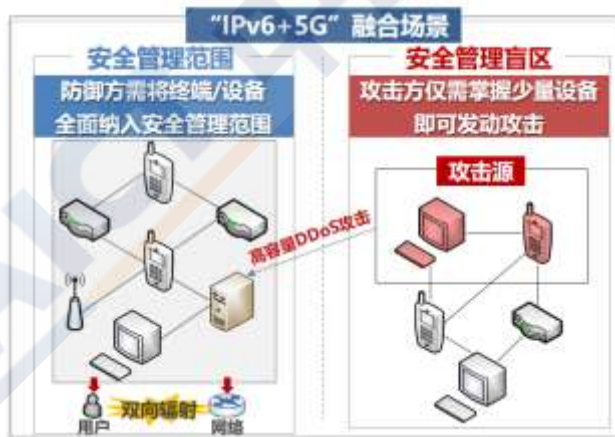 “IPv6+5G”融合场景
安全管理范围
防御方需将终端/设备
全面纳入安全管理范围
安全管理盲区
攻击方仅需掌握少量设备
即可发动攻击
攻击源
高容量DDoS攻击
用户
双向辐射
网络